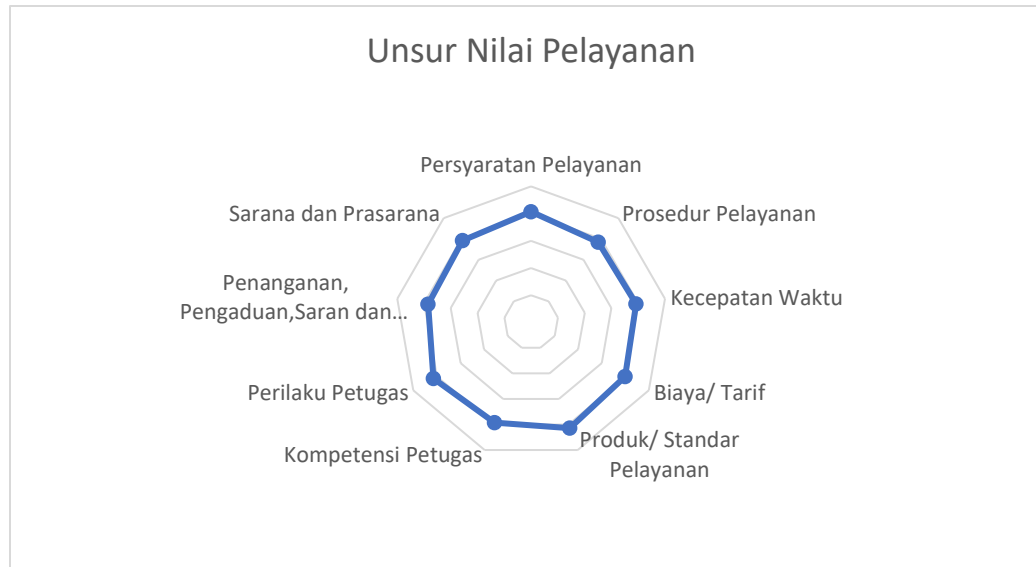 Unsur Nilai Pelayanan
Persyaratan Pelayanan
Prosedur Pelayanan
Kecepatan Waktu
Biaya/ Tarif
Produk/ Standar
Pelayanan
Kompetensi Petugas
Perilaku Petugas
Penanganan,
Pengaduan,Saran dan...
Sarana dan Prasarana